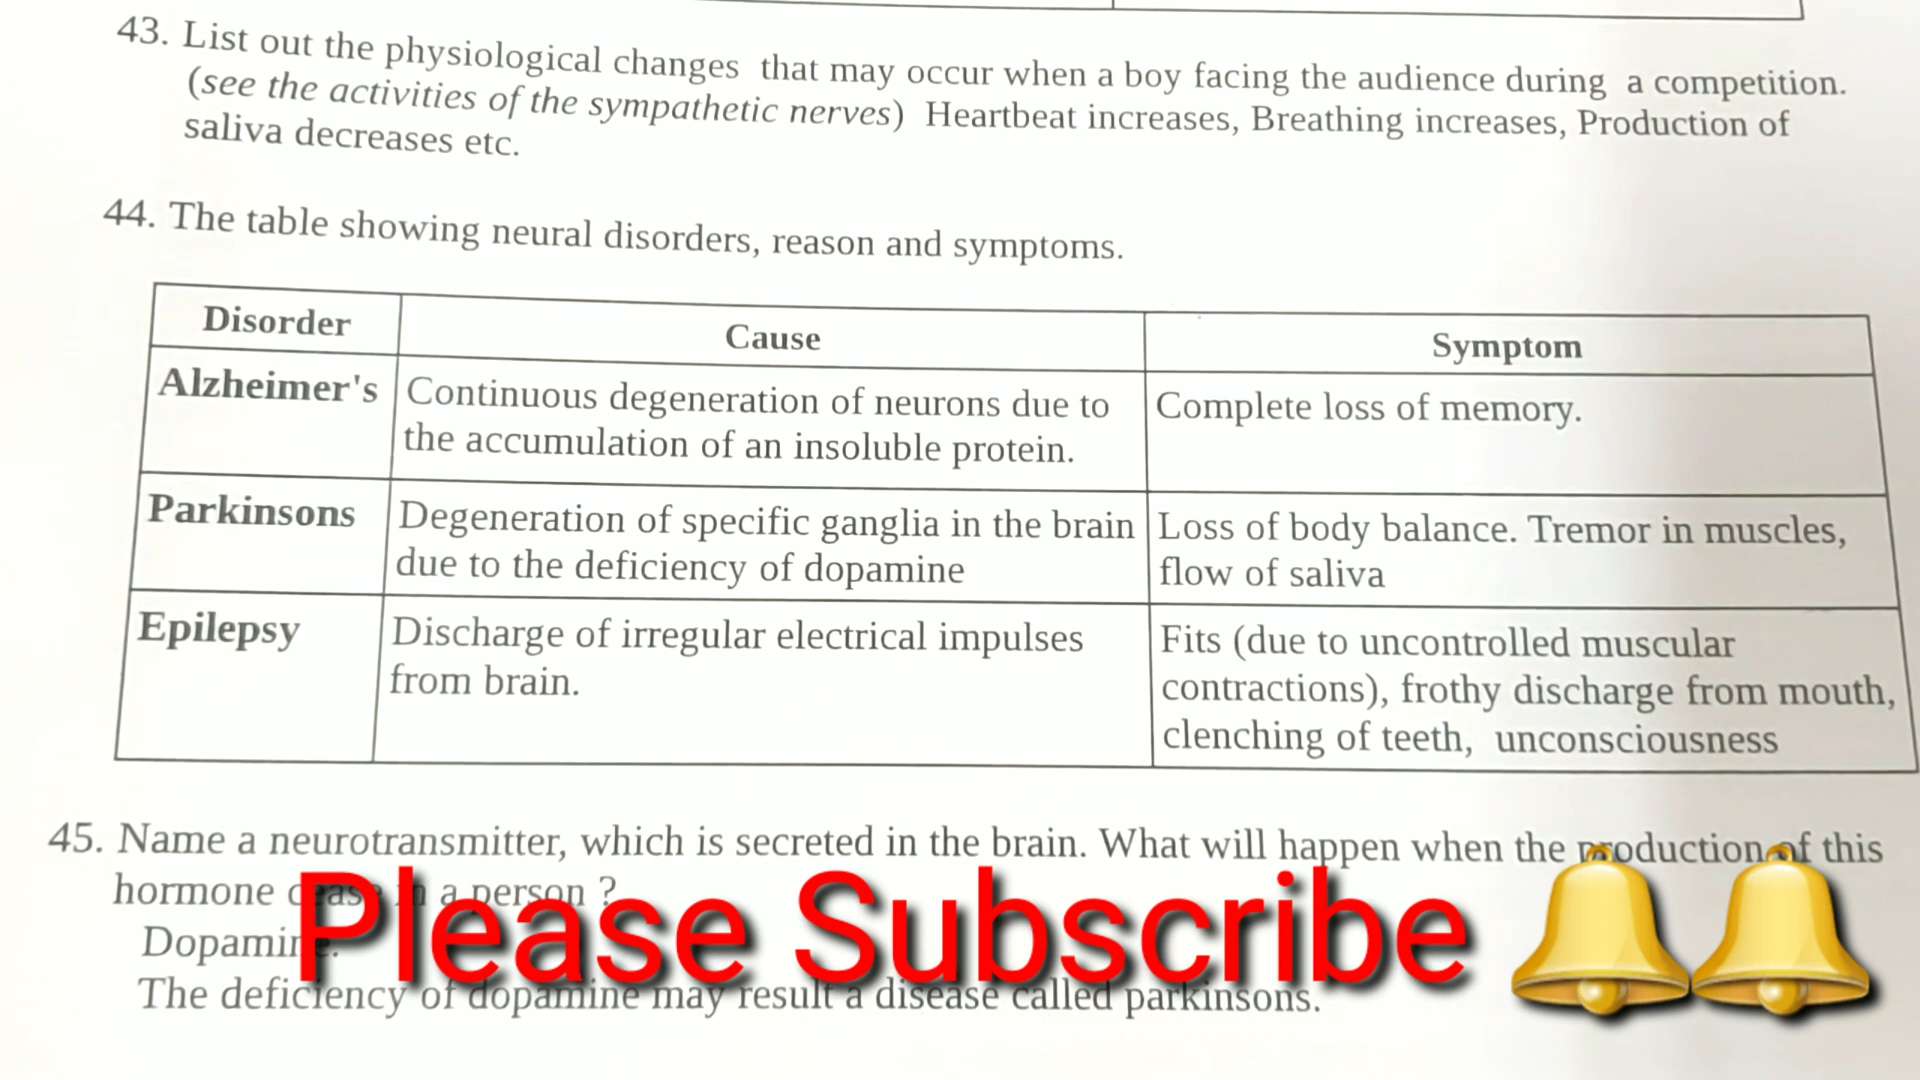 43. List out the physiological changes that may occur when a boy facing the audience during a competition.
(see the activities of the sympathetic nerves) Heartbeat increases, Breathing increases, Production of
saliva decreases etc.
44. The table showing neural disorders, reason and symptoms.
Disorder Cause Symptom
Alzheimer's Continuous degeneration of neurons due to Complete loss of memory.
the accumulation of an insoluble protein.
Parkinsons Degeneration of specific ganglia in the brain Loss of body balance. Tremor in muscles,
due to the deficiency of dopamine flow of saliva
Epilepsy Discharge of irregular electrical impulses Fits (due to uncontrolled muscular
from brain. contractions), frothy discharge from mouth,
clenching of teeth, unconsciousness
45. Name a neurotransmitter, which is secreted in the brain. What will happen when the production of this
hormone in a person ?
Dopamine.
Please Subscribe
The deficiency of dopamine may result a disease called parkinsons.